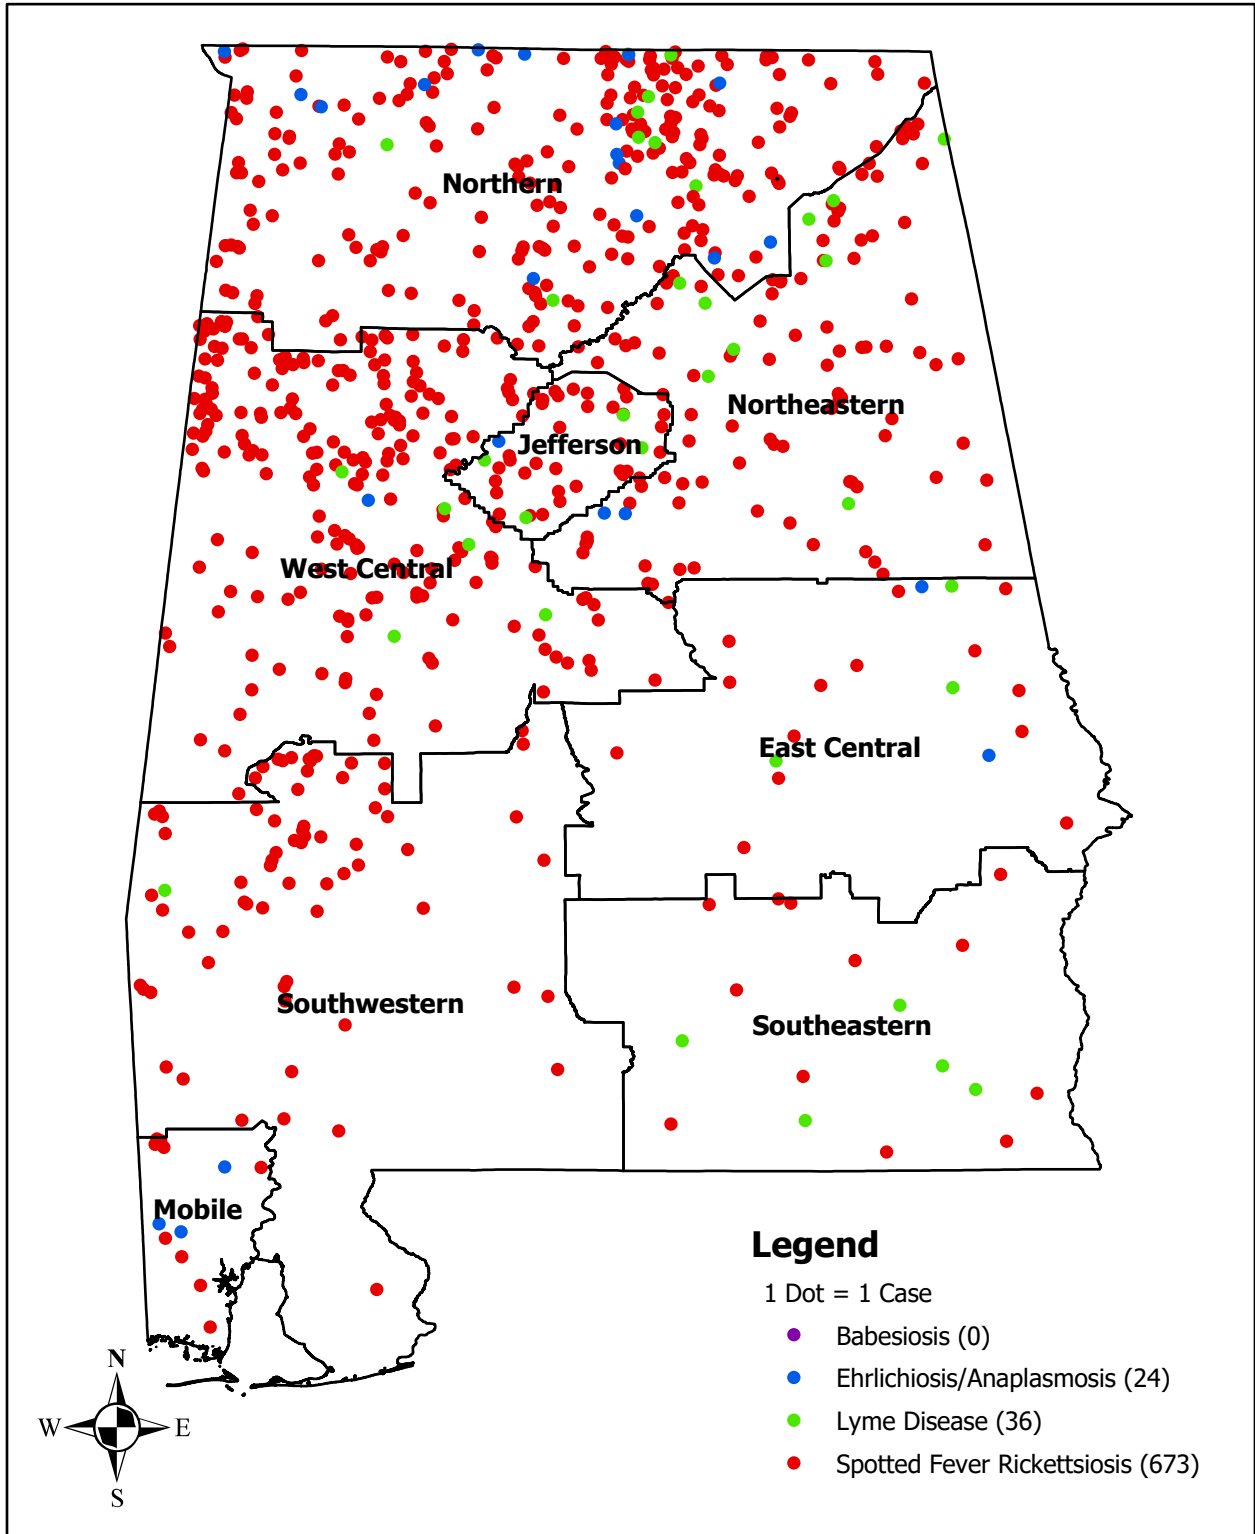 Northern
Northeastern
Jefferson
West Central
East Central
Southwestern
Southeastern
Mobile
Legend
1 Dot = 1 Case
Babesiosis (0)
Ehrlichiosis/Anaplasmosis (24)
Lyme Disease (36)
Spotted Fever Rickettsiosis (673)
N
W E
S